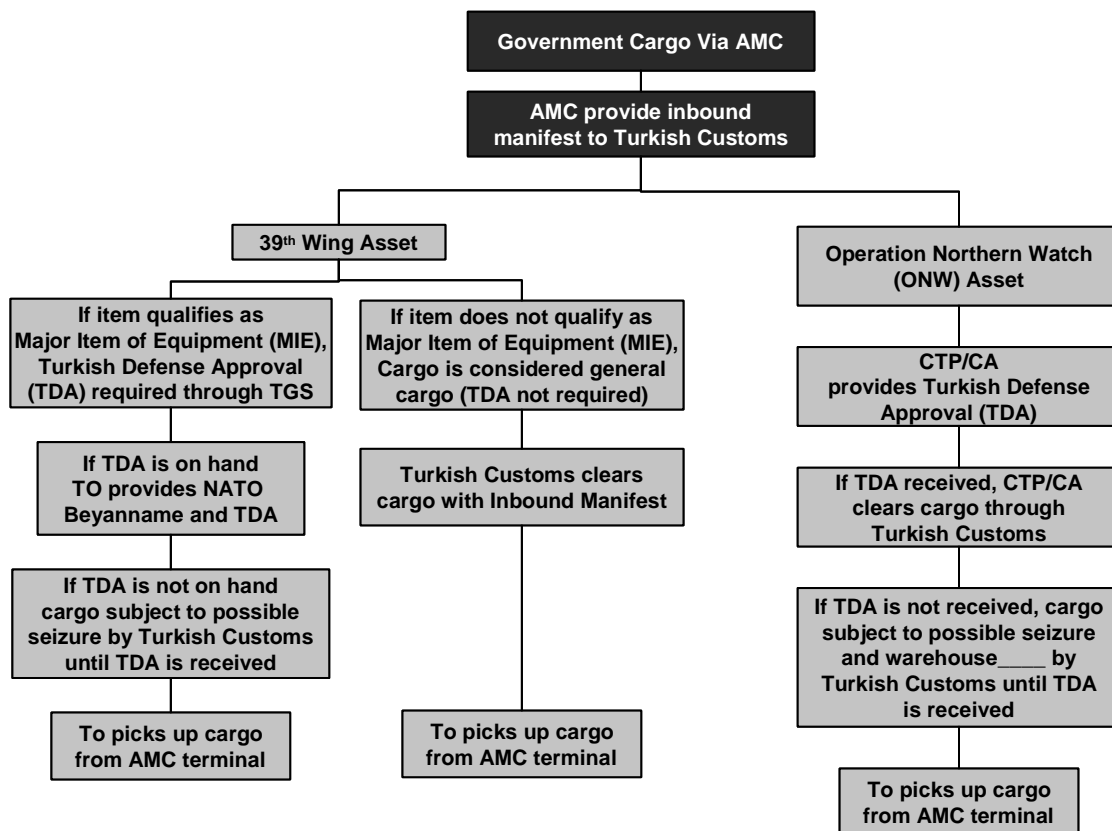 Government Cargo Via AMC
AMC provide inbound
manifest to Turkish Customs
39th Wing Asset
Operation Northern Watch
(ONW) Asset
If item qualifies as
Major Item of Equipment (MIE),
Turkish Defense Approval
(TDA) required through TGS
If item does not qualify as
Major Item of Equipment (MIE),
Cargo is considered general
cargo (TDA not required)
CTP/CA
provides Turkish Defense
Approval (TDA)
If TDA is on hand
TO provides NATO
Beyanname and TDA
Turkish Customs clears
cargo with Inbound Manifest
If TDA received, CTP/CA
clears cargo through
Turkish Customs
If TDA is not on hand
cargo subject to possible
seizure by Turkish Customs
until TDA is received
If TDA is not received, cargo
subject to possible seizure
and warehouse____ by
Turkish Customs until TDA
is received
To picks up cargo
from AMC terminal
To picks up cargo
from AMC terminal
To picks up cargo
from AMC terminal